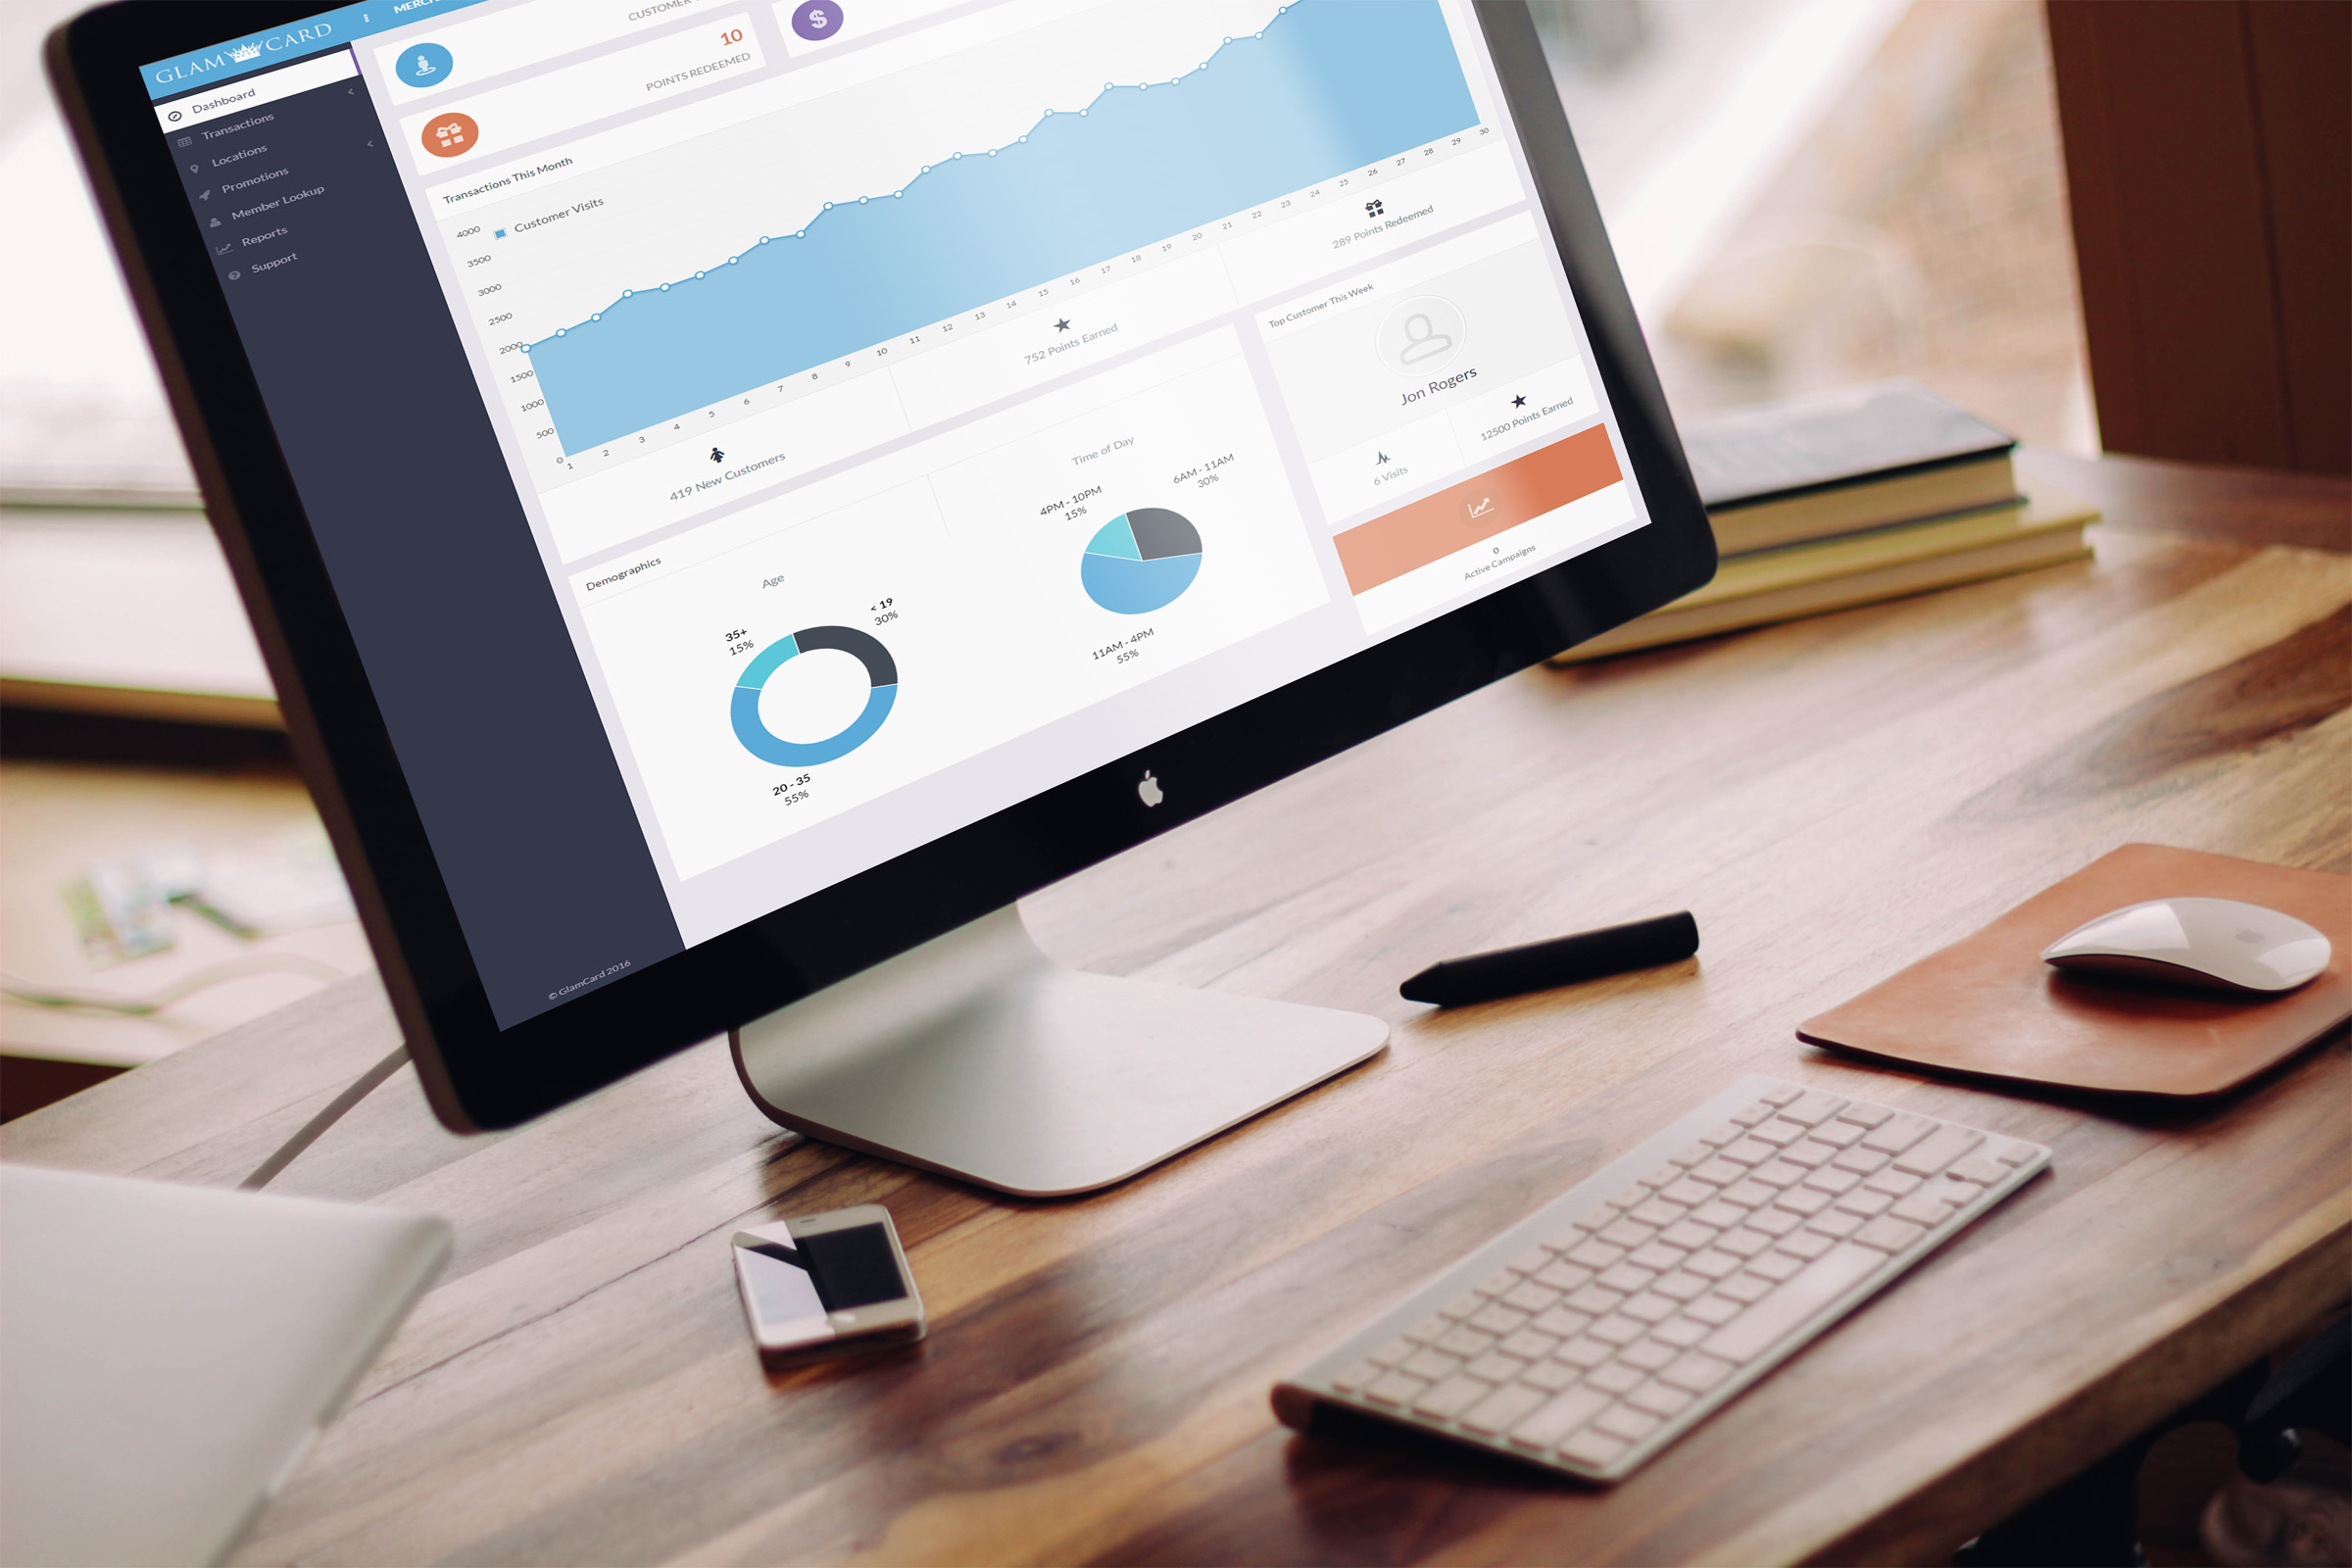 GLAM CARD
Dashboard
Transactions
Locations
Promotions
Member Lookup
Reports
Support
© GlamCard 2016
CUSTOMER
10
POINTS REDEEMED
$
Transactions This Month
Customer Visits
4000
3500
3000
2500
2000
1500
1000
500
0
1 2 3 4 5 6 7 8 9 10 11 12 13 14 15 16 17 18 19 20 21 22 23 24 25 26 27 28 29 30
419 New Customers
752 Points Earned
289 Points Redeemed
Demographics
Age
35+
15%
< 19
30%
20 - 35
55%
Time of Day
4PM - 10PM
15%
6AM - 11AM
30%
11AM - 4PM
55%
Top Customer This Week
Jon Rogers
6 Visits
12500 Points Earned
0
Active Campaigns